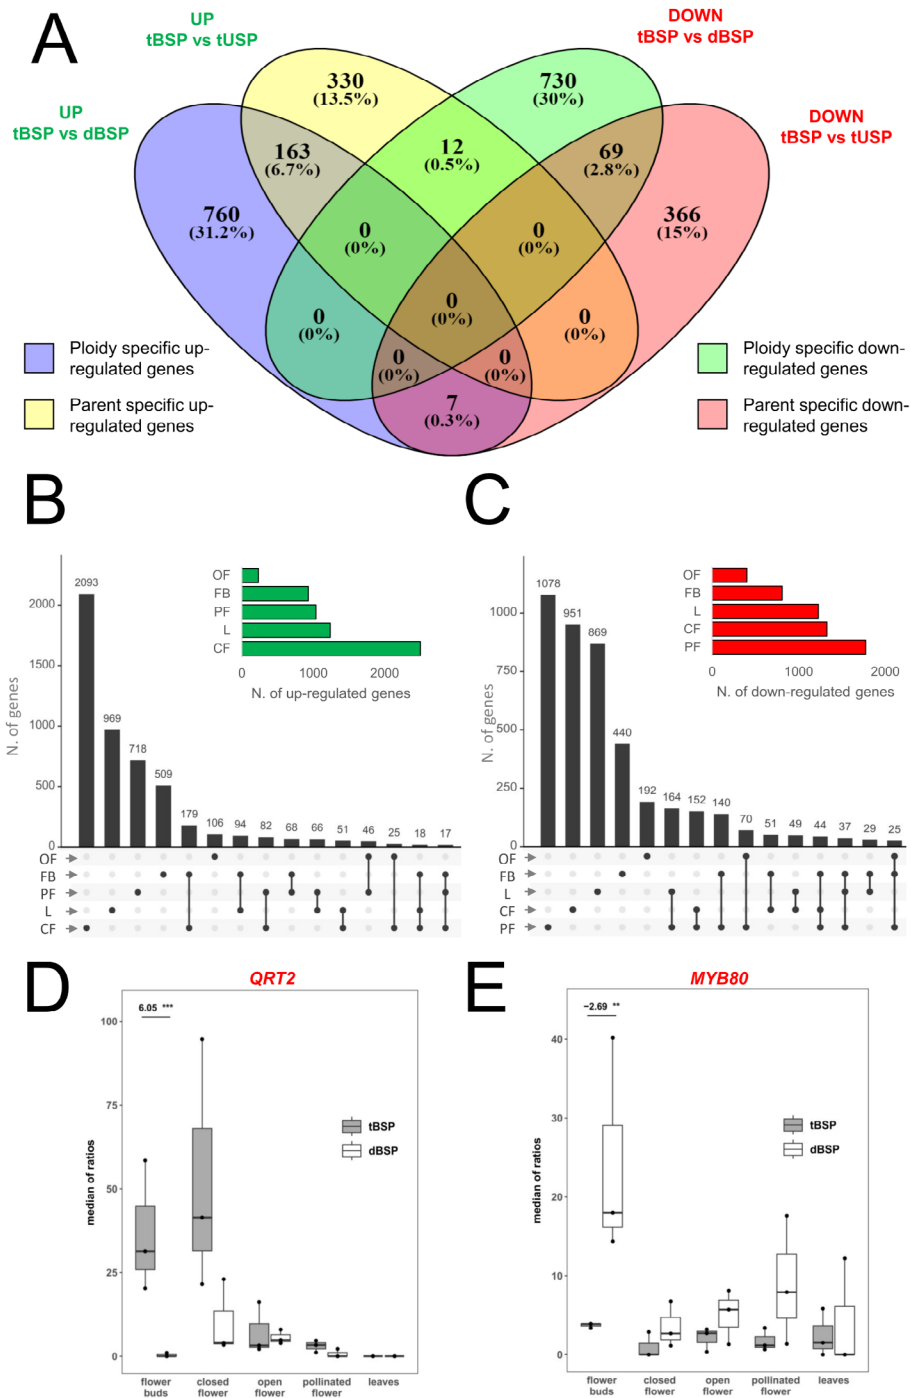 A
UP
tBSP vs tUSP
DOWN
tBSP vs dBSP
UP
tBSP vs dBSP
DOWN
tBSP vs tUSP
330
(13.5%)
730
(30%)
163
(6.7%)
12
(0.5%)
69
(2.8%)
760
(31.2%)
366
(15%)
0
(0%)
0
(0%)
0
(0%)
0
(0%)
0
(0%)
0
(0%)
0
(0%)
7
(0.3%)
Ploidy specific up-
regulated genes
Parent specific up-
regulated genes
Ploidy specific down-
regulated genes
Parent specific down-
regulated genes
B
N. of genes
2000
1500
1000
500
0
2093
969
718
509
179
106
94
82
68
66
51
46
25
18
17
OF
FB
PF
L
CF
0
1000
2000
N. of up-regulated genes
OF
FB
PF
L
CF
C
N. of genes
1000
750
500
250
0
1078
951
869
440
192
164
152
140
70
51
49
44
37
29
25
OF
FB
L
CF
PF
0
1000
2000
N. of down-regulated genes
OF
FB
L
CF
PF
D
QRT2
6.05 ***
median of ratios
100
75
50
25
0
tBSP
dBSP
flower
buds
closed
flower
open
flower
pollinated
flower
leaves
E
MYB80
−2.69 **
median of ratios
40
30
20
10
0
tBSP
dBSP
flower
buds
closed
flower
open
flower
pollinated
flower
leaves